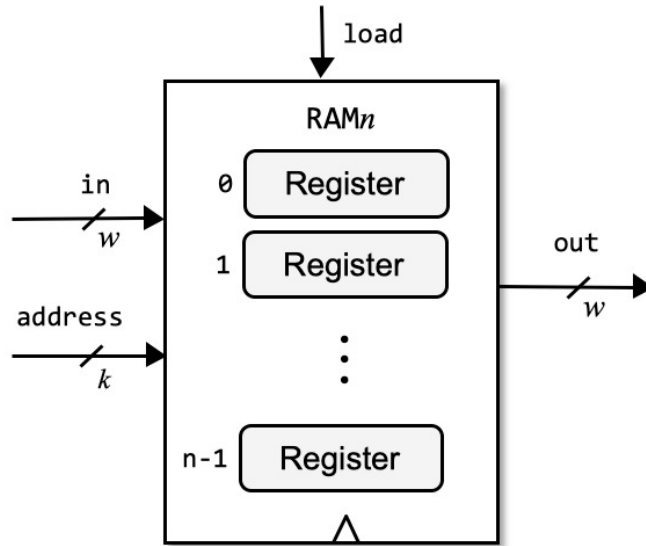 load
RAMn
in
0 Register
w
1 Register
out
address
w
k
n-1 Register